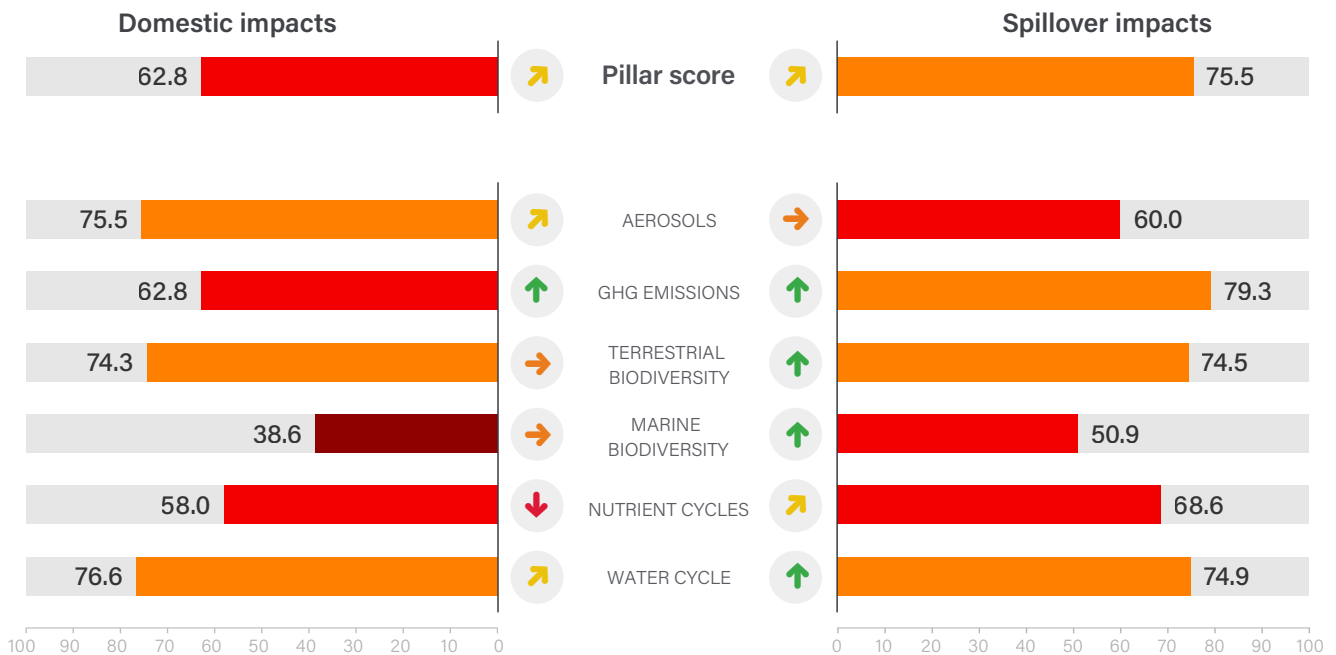 Domestic impacts
Spillover impacts
62.8
Pillar score
75.5
75.5
AEROSOLS
60.0
62.8
GHG EMISSIONS
79.3
74.3
TERRESTRIAL
BIODIVERSITY
74.5
38.6
MARINE
BIODIVERSITY
50.9
58.0
NUTRIENT CYCLES
68.6
76.6
WATER CYCLE
74.9
100 90 80 70 60 50 40 30 20 10 0
0 10 20 30 40 50 60 70 80 90 100